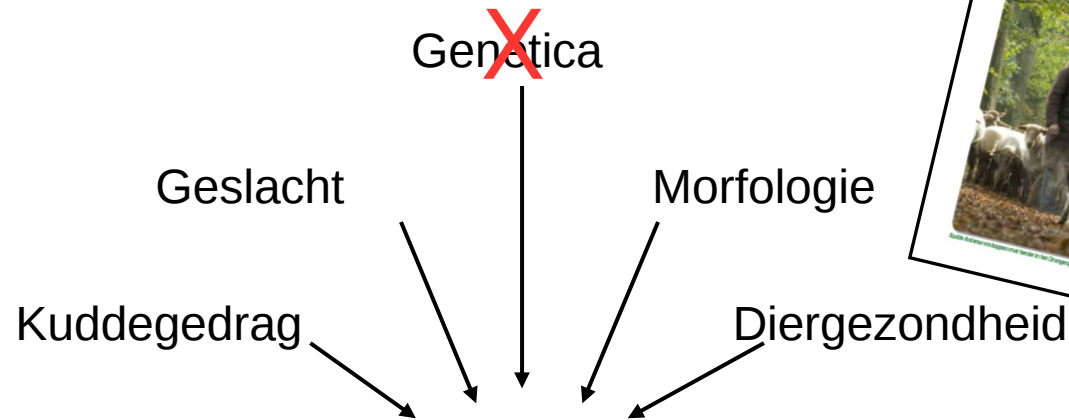 Genetica
X
Geslacht
Morfologie
Kuddegedrag
Diergezondheid